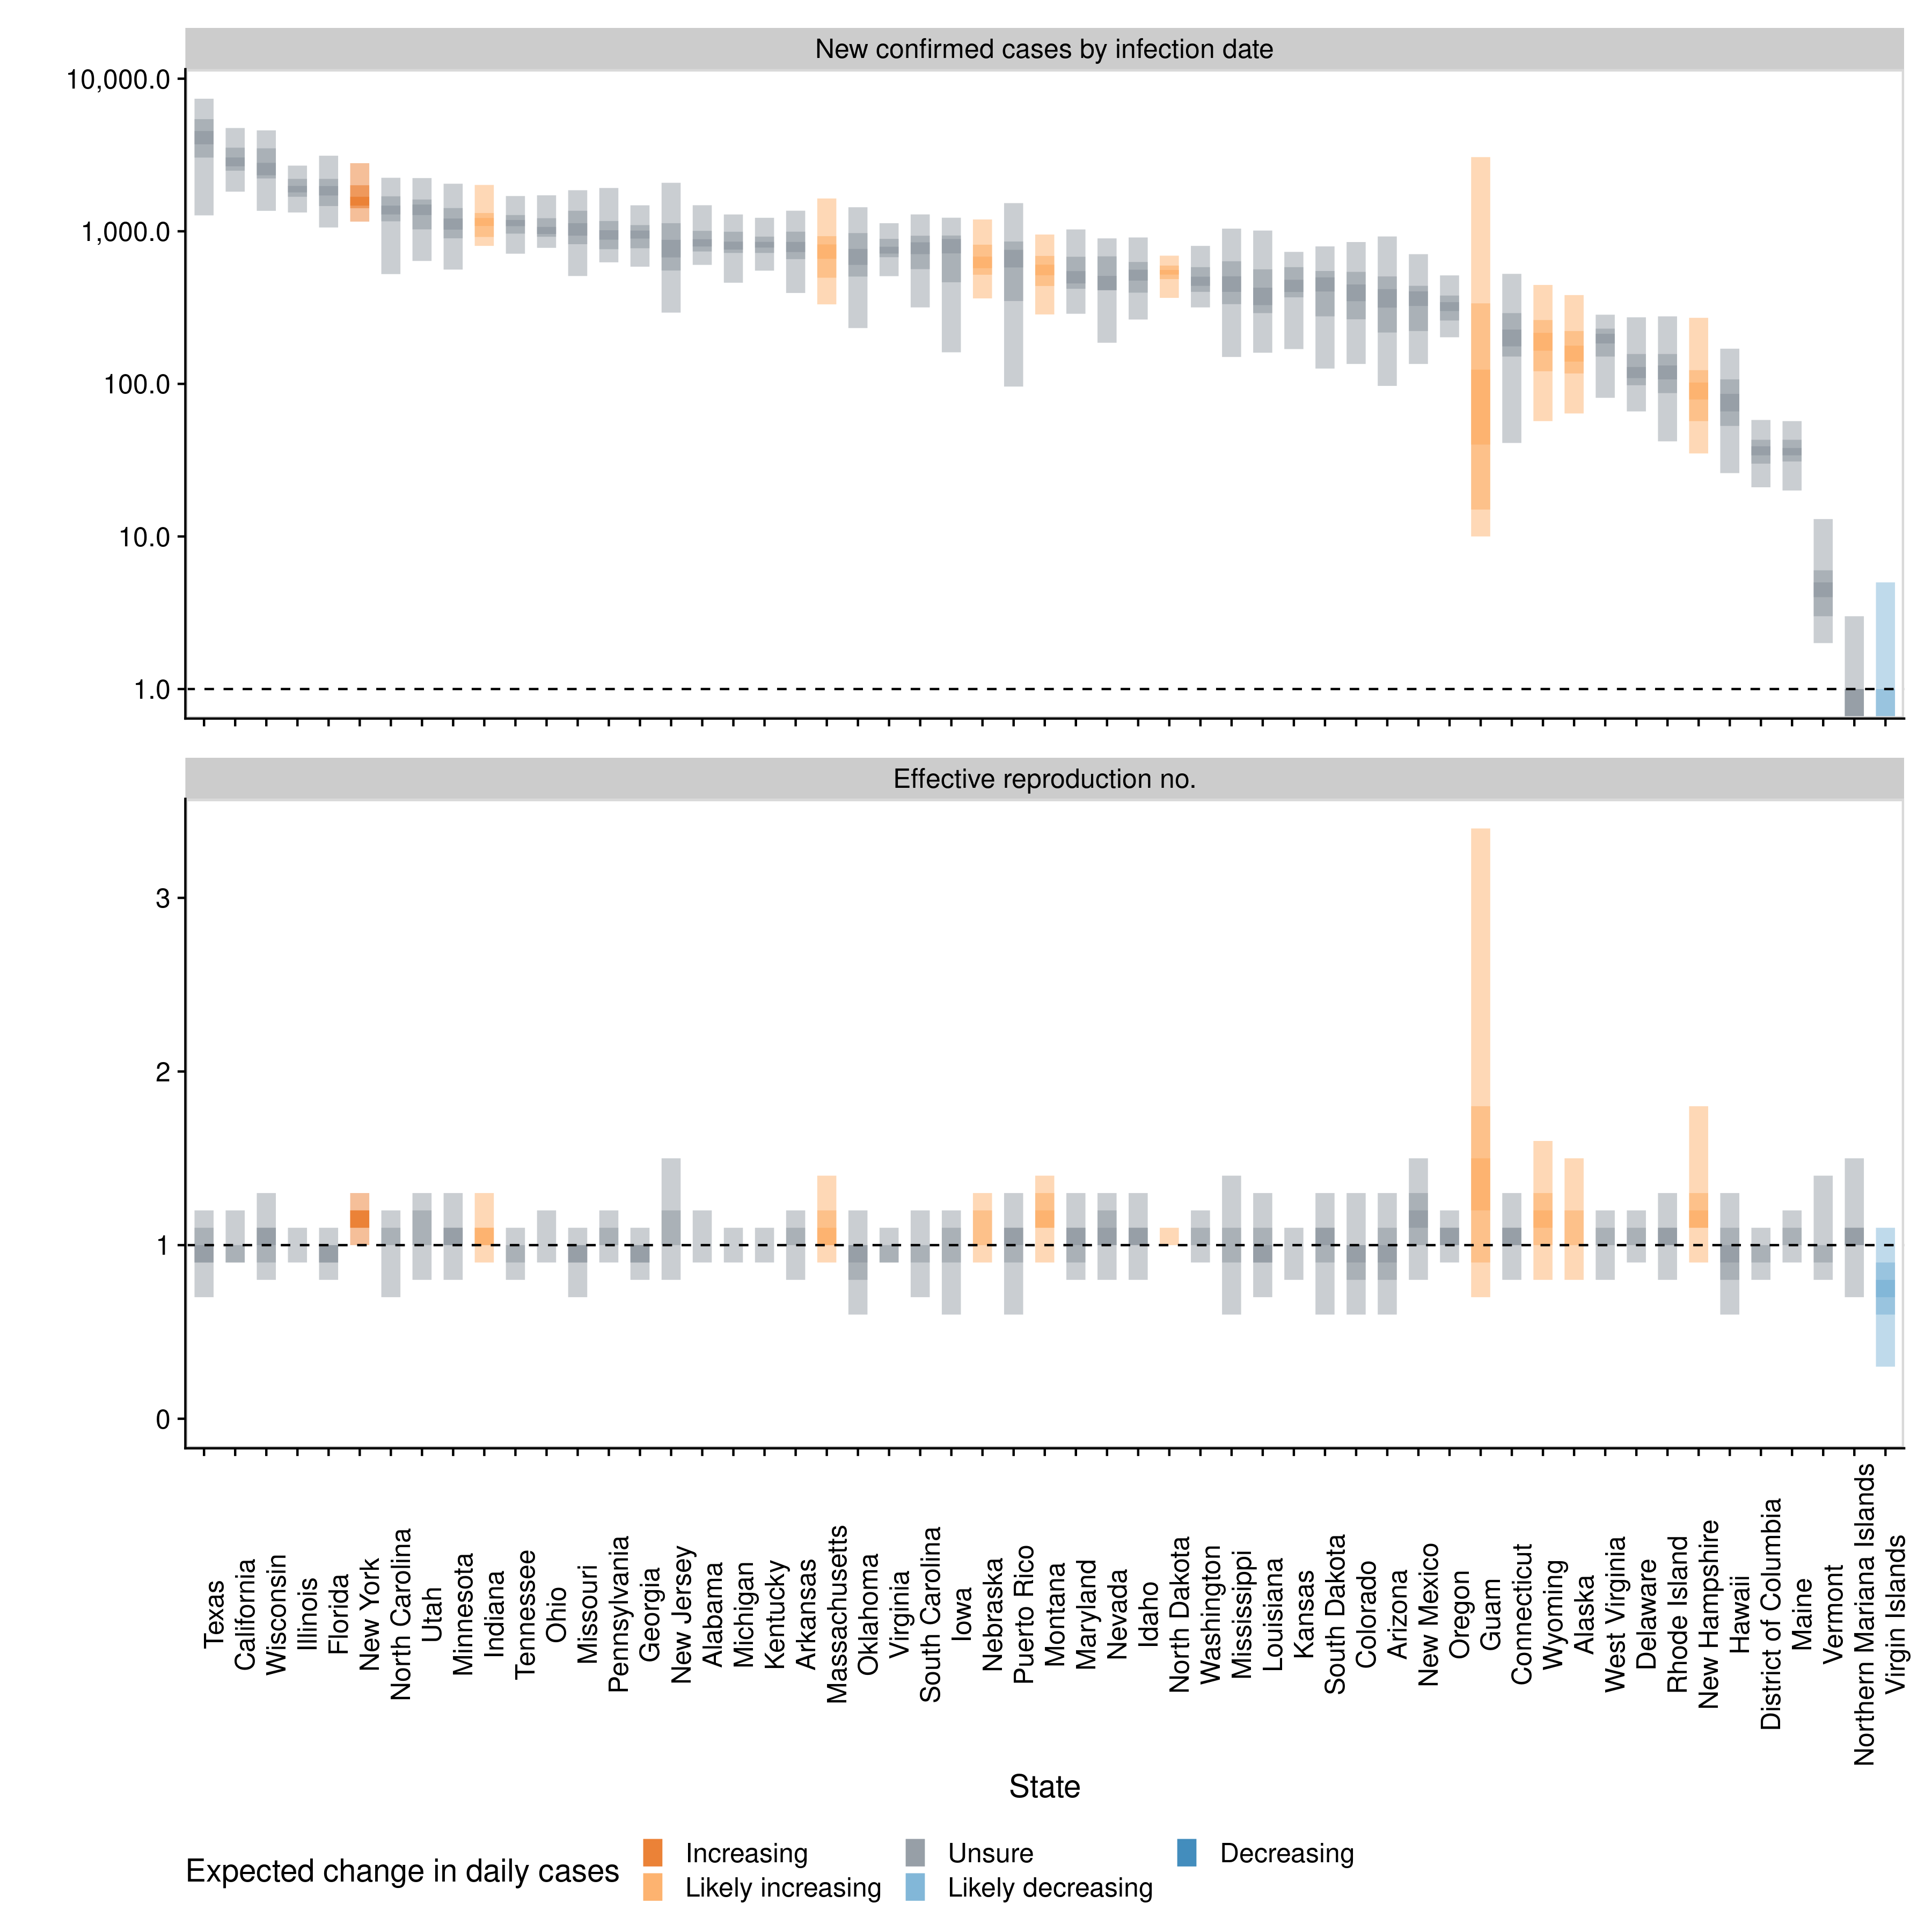 New confirmed cases by infection date
10,000.0
1,000.0
100.0
10.0
1.0
Effective reproduction no.
3
2
1
0
Texas
California
Wisconsin
Illinois
Florida
New York
North Carolina
Utah
Minnesota
Indiana
Tennessee
Ohio
Missouri
Pennsylvania
Georgia
New Jersey
Alabama
Michigan
Kentucky
Arkansas
Massachusetts
Oklahoma
Virginia
South Carolina
Iowa
Nebraska
Puerto Rico
Montana
Maryland
Nevada
Idaho
North Dakota
Washington
Mississippi
Louisiana
Kansas
South Dakota
Colorado
Arizona
New Mexico
Oregon
Guam
Connecticut
Wyoming
Alaska
West Virginia
Delaware
Rhode Island
New Hampshire
Hawaii
District of Columbia
Maine
Vermont
Northern Mariana Islands
Virgin Islands
State
Expected change in daily cases
Increasing
Likely increasing
Unsure
Likely decreasing
Decreasing